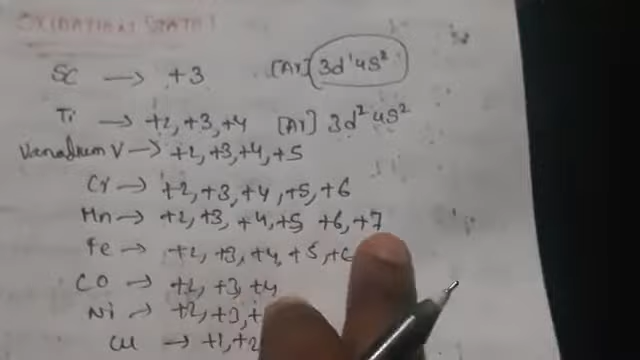 OXIDATION STATE
SC → +3 [Ar] 3d¹4s²
Ti → +2, +3, +4 [Ar] 3d² 4s²
Vanadium V → +2, +3, +4, +5
Cr → +2, +3, +4, +5, +6
Mn → +2, +3, +4, +5, +6, +7
Fe → +2, +3, +4, +5, +6
CO → +2, +3, +4
Ni → +2, +3, +
Cu → +1, +2